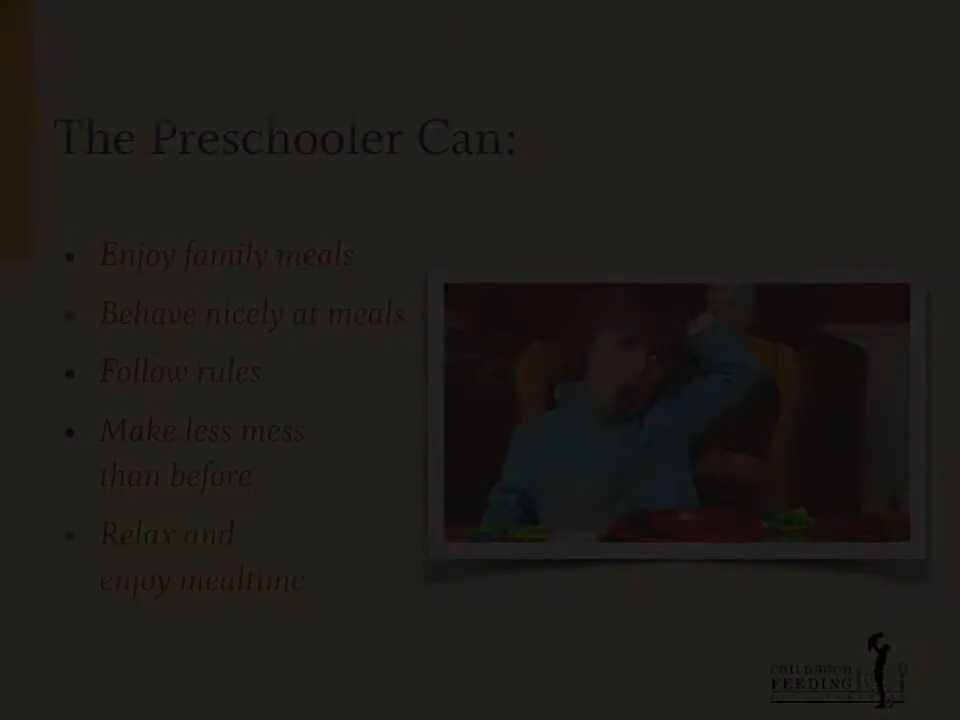 The Preschooler Can:
• Enjoy family meals
• Behave nicely at meals
• Follow rules
• Make less mess
than before
• Relax and
enjoy mealtime
CHILDHOOD
FEEDING